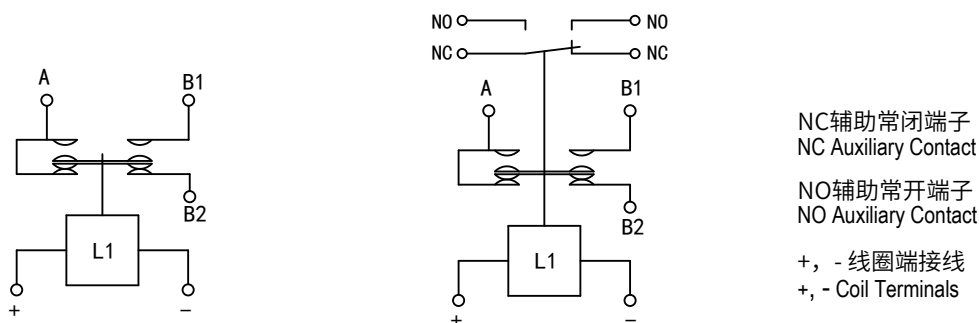 A
B1
B2
L1
+
-
NO
NO
NC
NC
A
B1
B2
L1
+
-
NC辅助常闭端子
NC Auxiliary Contact
NO辅助常开端子
NO Auxiliary Contact
+，- 线圈端接线
+, - Coil Terminals